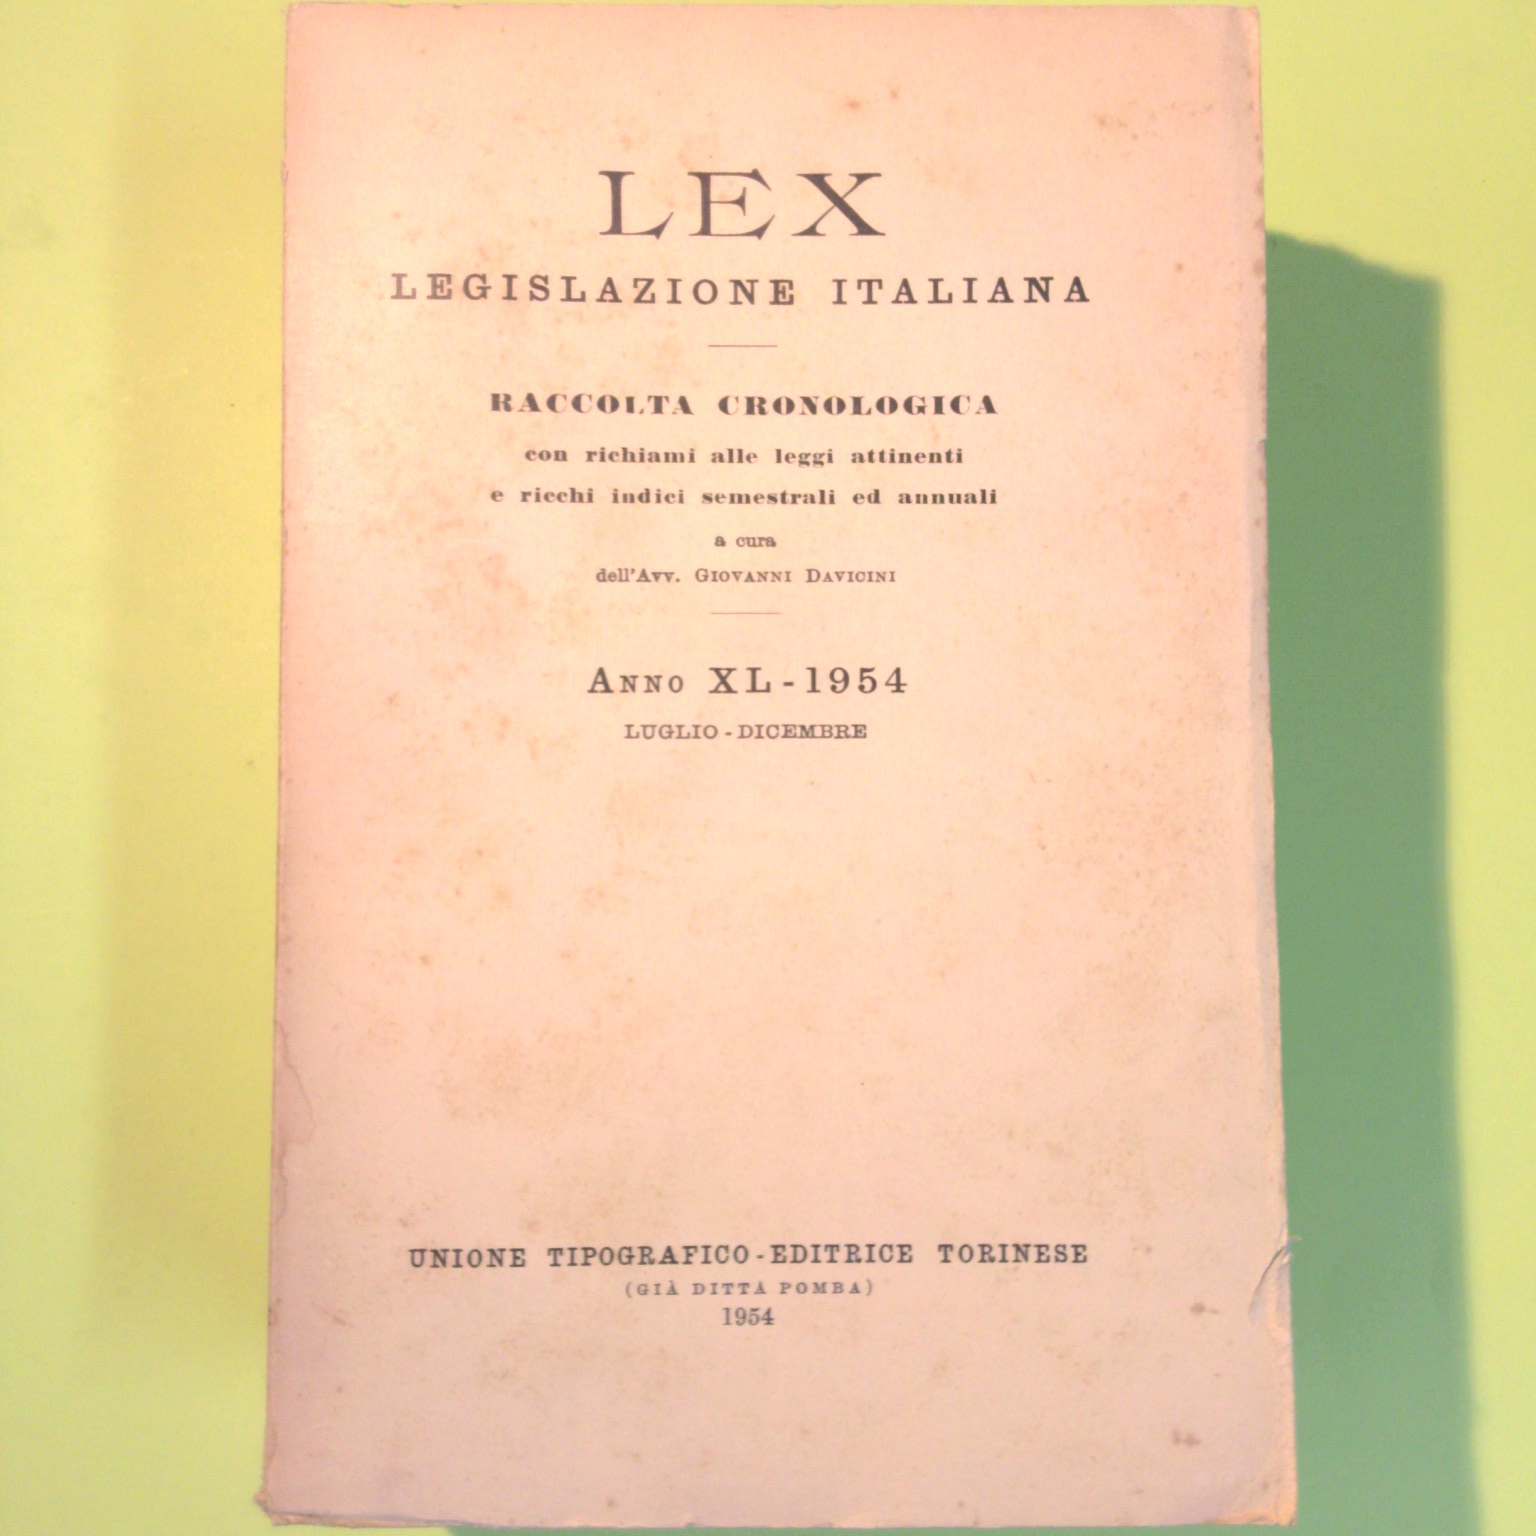 LEX
LEGISLAZIONE ITALIANA
RACCOLTA CRONOLOGICA
con richiami alle leggi attinenti
e ricchi indici semestrali ed annuali
a cura
dell'Avv. GIOVANNI DAVICINI
ANNO XL - 1954
LUGLIO - DICEMBRE
UNIONE TIPOGRAFICO - EDITRICE TORINESE
(GIÀ DITTA POMBA)
1954